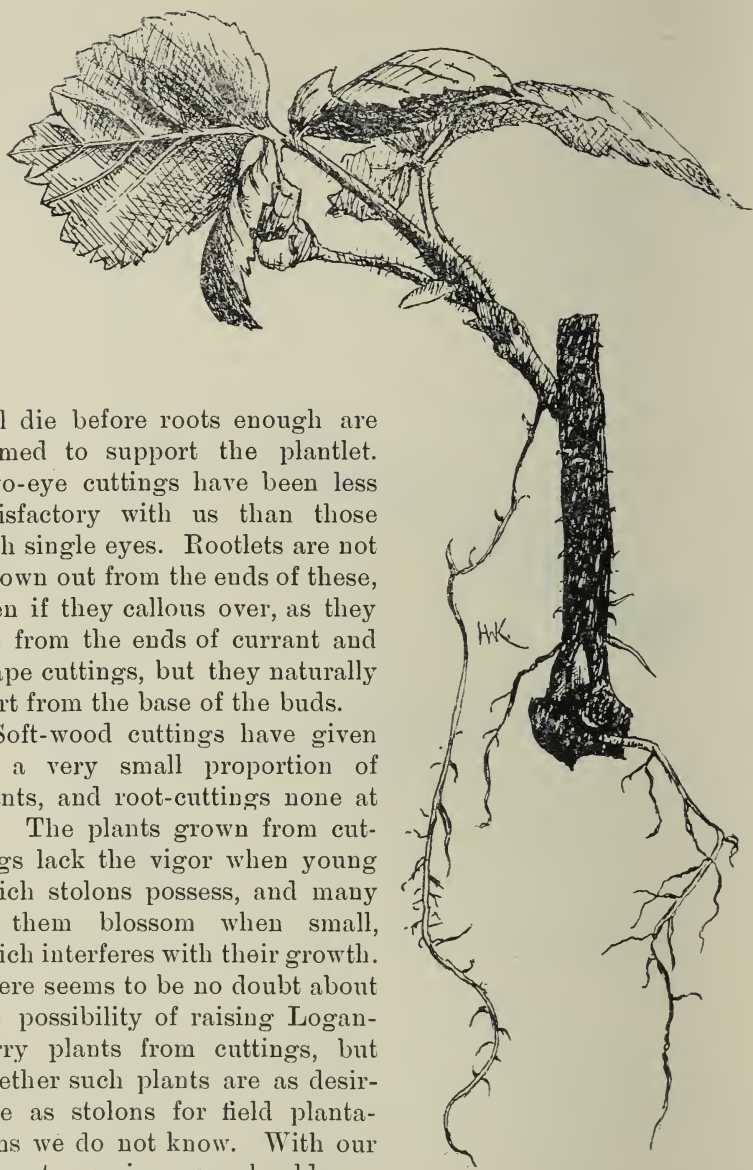 l die before roots enough are
med to support the plantlet.
o-eye cuttings have been less
isfactory with us than those
h single eyes. Rootlets are not
own out from the ends of these,
en if they callous over, as they
from the ends of currant and
ape cuttings, but they naturally
rt from the base of the buds.
Soft-wood cuttings have given
a very small proportion of
nts, and root-cuttings none at
The plants grown from cut-
gs lack the vigor when young
ich stolons possess, and many
them blossom when small,
ich interferes with their growth.
ere seems to be no doubt about
possibility of raising Logan-
rry plants from cuttings, but
ether such plants are as desir-
e as stolons for field planta-
ns we do not know. With our
HWK.